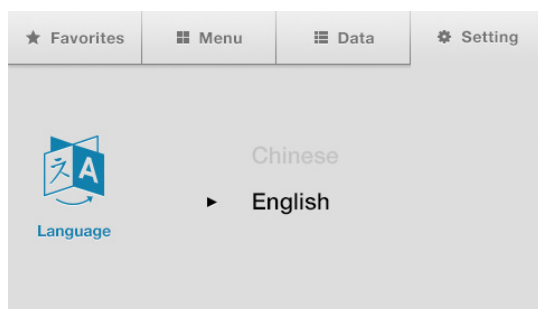 Favorites
Menu
Data
Setting
Chinese
English
Language